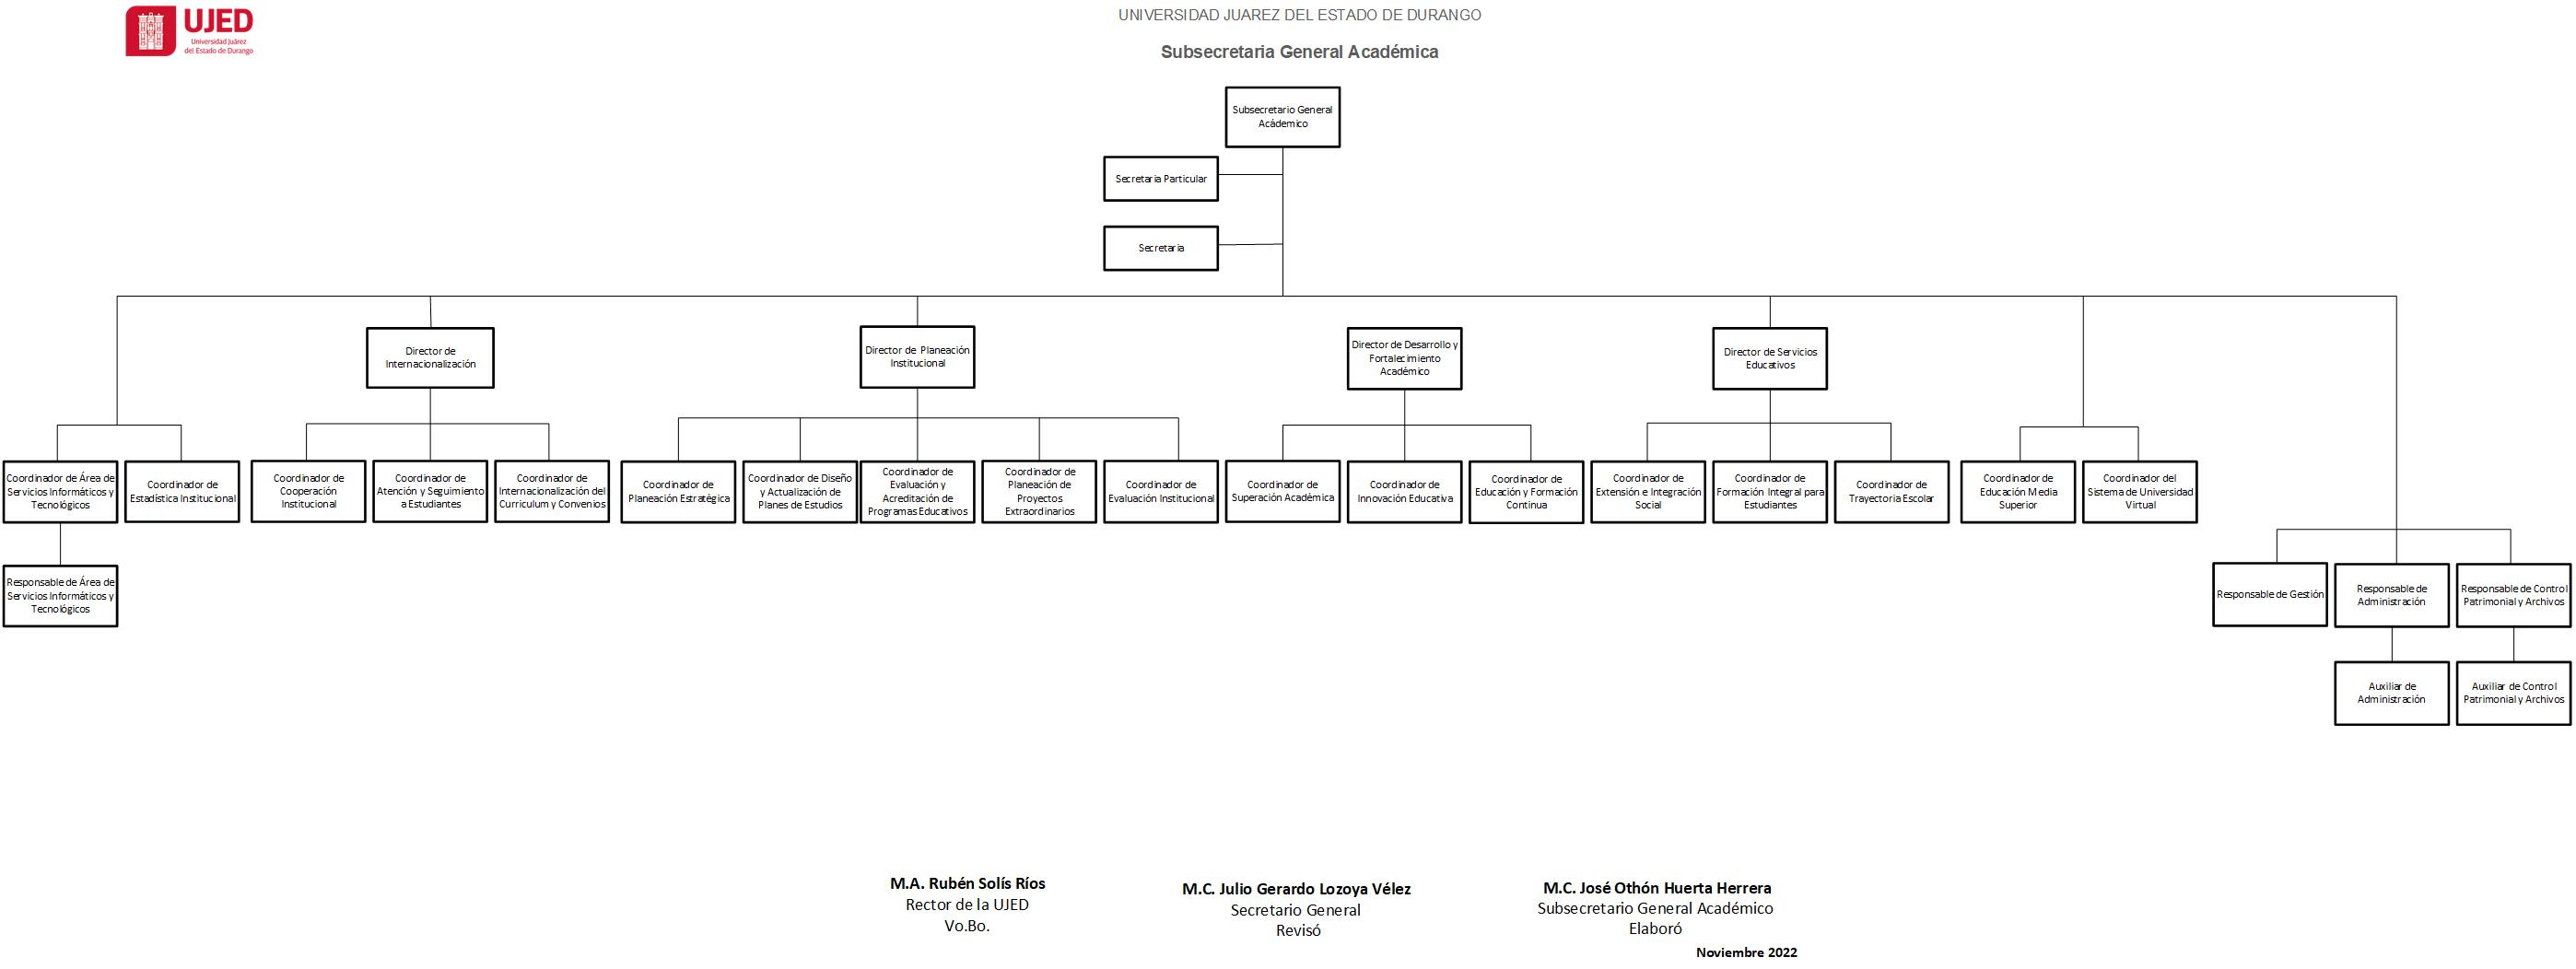 UJED
Universidad Juárez
del Estado de Durango
UNIVERSIDAD JUAREZ DEL ESTADO DE DURANGO
Subsecretaria General Académica
Subsecretario General
Acádemico
Secretaria Particular
Secretaria
Director de
Internacionalización
Director de Planeación
Institucional
Director de Desarrollo y
Fortalecimiento
Académico
Director de Servicios
Educativos
Coordinador de Área de
Servicios Informáticos y
Tecnológicos
Coordinador de
Estadística Institucional
Coordinador de
Cooperación
Institucional
Coordinador de
Atención y Seguimiento
a Estudiantes
Coordinador de
Internacionalización del
Curriculum y Convenios
Coordinador de
Planeación Estratégica
Coordinador de Diseño
y Actualización de
Planes de Estudios
Coordinador de
Evaluación y
Acreditación de
Programas Educativos
Coordinador de
Planeación de
Proyectos
Extraordinarios
Coordinador de
Evaluación Institucional
Coordinador de
Superación Académica
Coordinador de
Innovación Educativa
Coordinador de
Educación y Formación
Continua
Coordinador de
Extensión e Integración
Social
Coordinador de
Formación Integral para
Estudiantes
Coordinador de
Trayectoria Escolar
Coordinador de
Educación Media
Superior
Coordinador del
Sistema de Universidad
Virtual
Responsable de Área de
Servicios Informáticos y
Tecnológicos
Responsable de Gestión
Responsable de
Administración
Responsable de Control
Patrimonial y Archivos
Auxiliar de
Administración
Auxiliar de Control
Patrimonial y Archivos
M.A. Rubén Solís Ríos
Rector de la UJED
Vo.Bo.
M.C. Julio Gerardo Lozoya Vélez
Secretario General
Revisó
M.C. José Othón Huerta Herrera
Subsecretario General Académico
Elaboró
Noviembre 2022